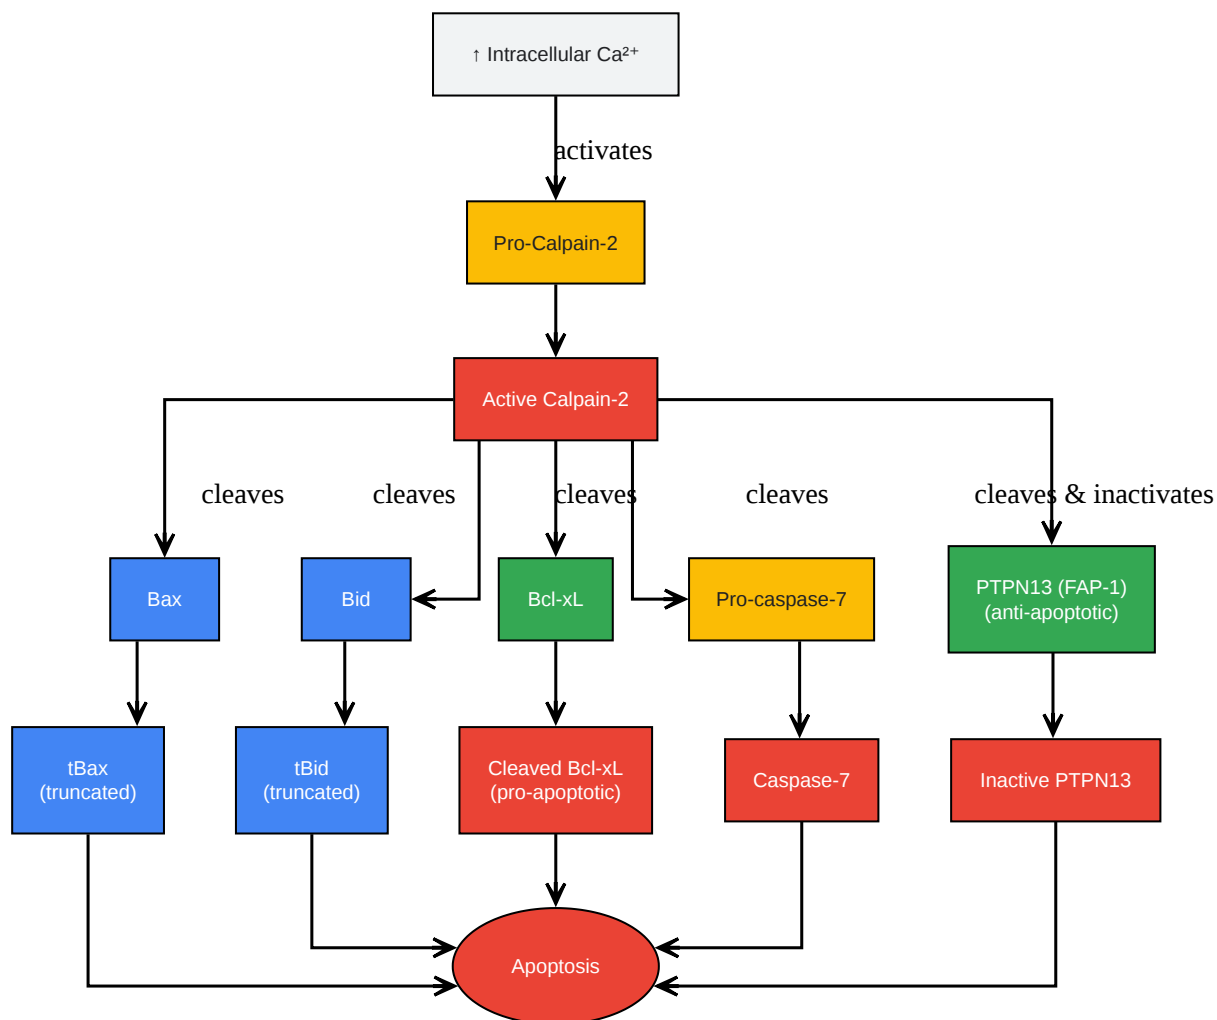 ↑ Intracellular Ca²⁺
activates
Pro-Calpain-2
Active Calpain-2
cleaves
cleaves
cleaves
cleaves
cleaves & inactivates
Bax
Bid
Bcl-xL
Pro-caspase-7
PTPN13 (FAP-1)
(anti-apoptotic)
tBax
(truncated)
tBid
(truncated)
Cleaved Bcl-xL
(pro-apoptotic)
Caspase-7
Inactive PTPN13
Apoptosis